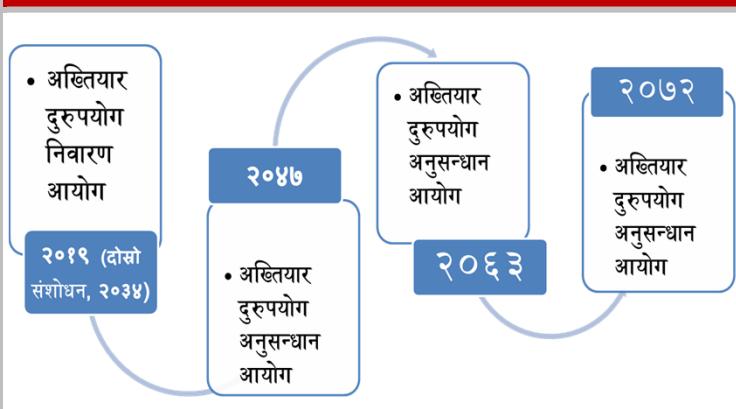 • अख्तियार
दुरुपयोग
निवारण
आयोग
२०१९ (दोस्रो
संशोधन, २०३४)
२०४७
• अख्तियार
दुरुपयोग
अनुसन्धान
आयोग
• अख्तियार
दुरुपयोग
अनुसन्धान
आयोग
२०६३
२०७२
• अख्तियार
दुरुपयोग
अनुसन्धान
आयोग